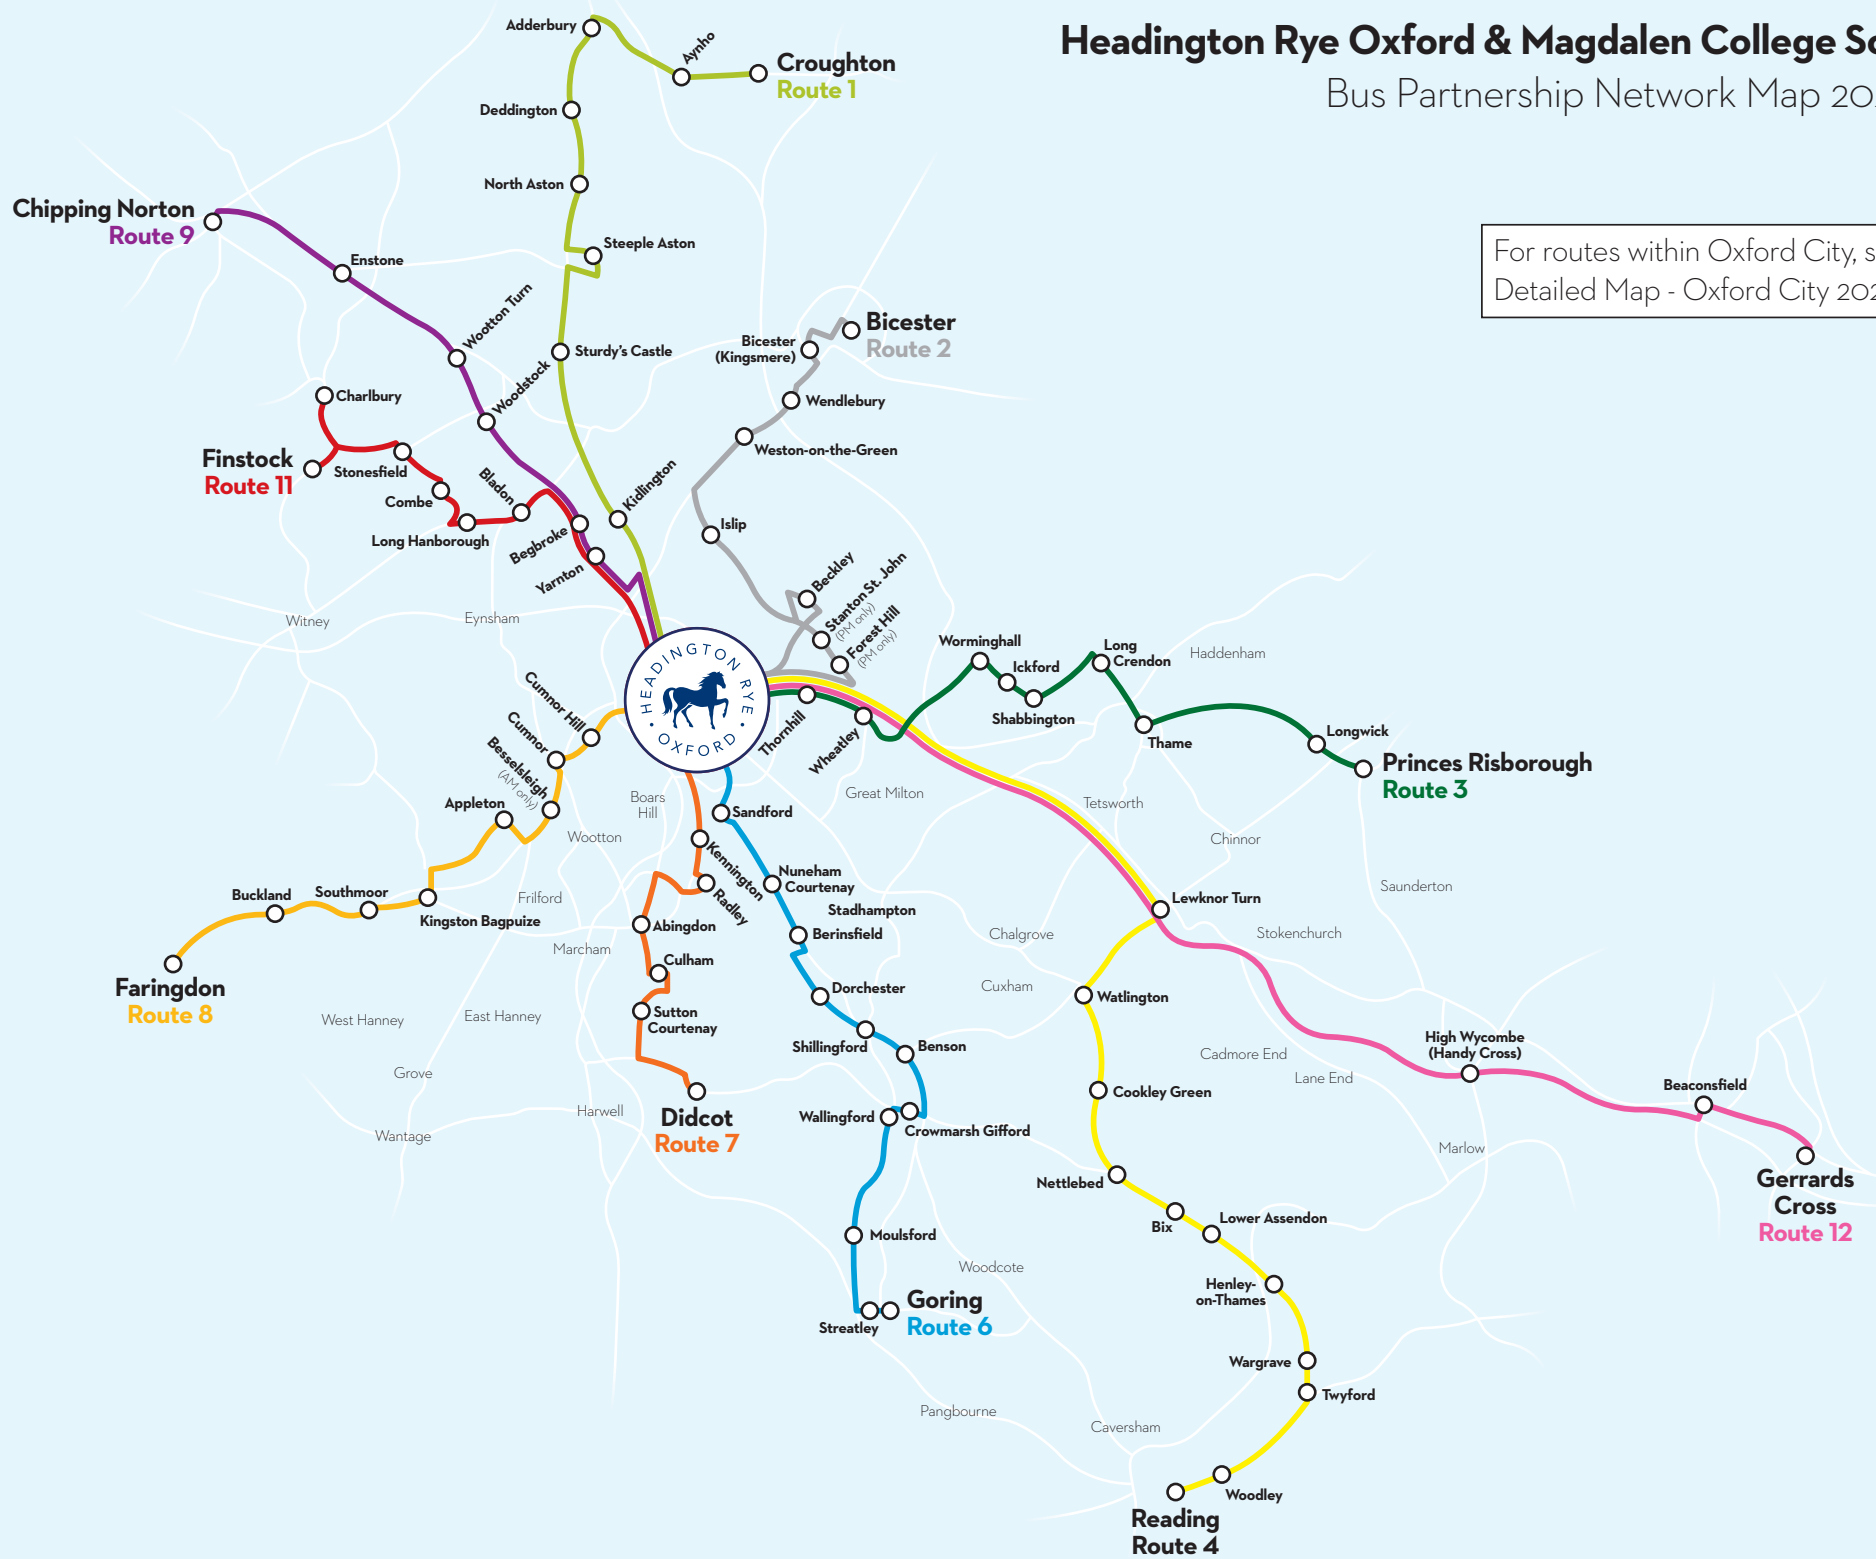 Headington Rye Oxford & Magdalen College
Bus Partnership Network Map
For routes within Oxford City,
Detailed Map - Oxford City
Adderbury
Aynho
Croughton
Route 1
Deddington
North Aston
Steeple Aston
Sturdy's Castle
Kidlington
Chipping Norton
Route 9
Enstone
Wootton Turn
Woodstock
Begbroke
Yarnton
Bicester
Route 2
Bicester
(Kingsmere)
Wendlebury
Weston-on-the-Green
Islip
Beckley
Stanton St. John
(PM only)
Forest Hill
(PM only)
Charlbury
Finstock
Route 11
Stonesfield
Combe
Long Hanborough
Bladon
Witney
Eynsham
HEADINGTON RYE
• OXFORD •
Thornhill
Wheatley
Worminghall
Ickford
Shabbington
Long
Crendon
Haddenham
Thame
Longwick
Princes Risborough
Route 3
Cumnor Hill
Cumnor
Besselsleigh
(AM only)
Appleton
Kingston Bagpuize
Southmoor
Buckland
Faringdon
Route 8
Boars
Hill
Wootton
Frilford
Marcham
West Hanney
East Hanney
Grove
Wantage
Harwell
Kennington
Radley
Abingdon
Culham
Sutton
Courtenay
Didcot
Route 7
Sandford
Nuneham
Courtenay
Stadhampton
Berinsfield
Dorchester
Shillingford
Benson
Wallingford
Crowmarsh Gifford
Moulsford
Streatley
Goring
Route 6
Great Milton
Tetsworth
Chinnor
Saunderton
Chalgrove
Cuxham
Stokenchurch
Cadmore End
Lane End
Marlow
Woodcote
Pangbourne
Caversham
Lewknor Turn
Watlington
Cookley Green
Nettlebed
Bix
Lower Assendon
Henley-
on-Thames
Wargrave
Twyford
Woodley
Reading
Route 4
High Wycombe
(Handy Cross)
Beaconsfield
Gerrards
Cross
Route 12